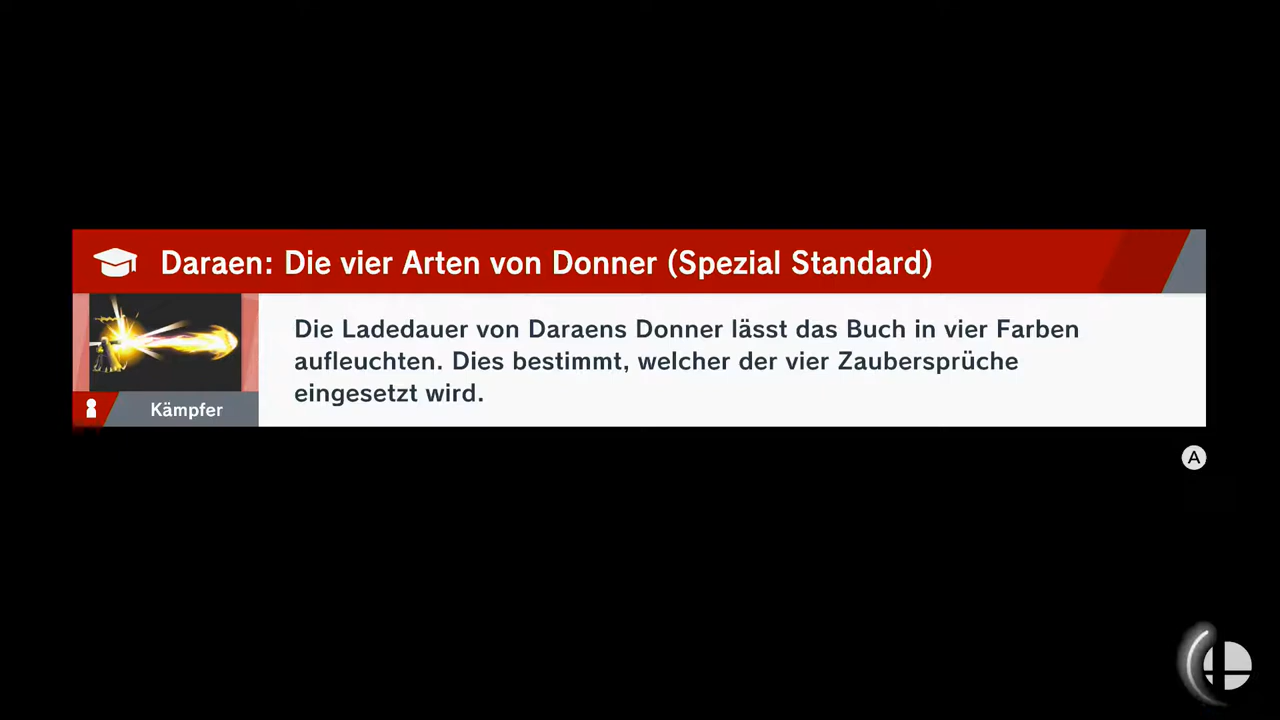 Daraen: Die vier Arten von Donner (Spezial Standard)
Die Ladedauer von Daraens Donner lässt das Buch in vier Farben
aufleuchten. Dies bestimmt, welcher der vier Zaubersprüche
eingesetzt wird.
Kämpfer
A